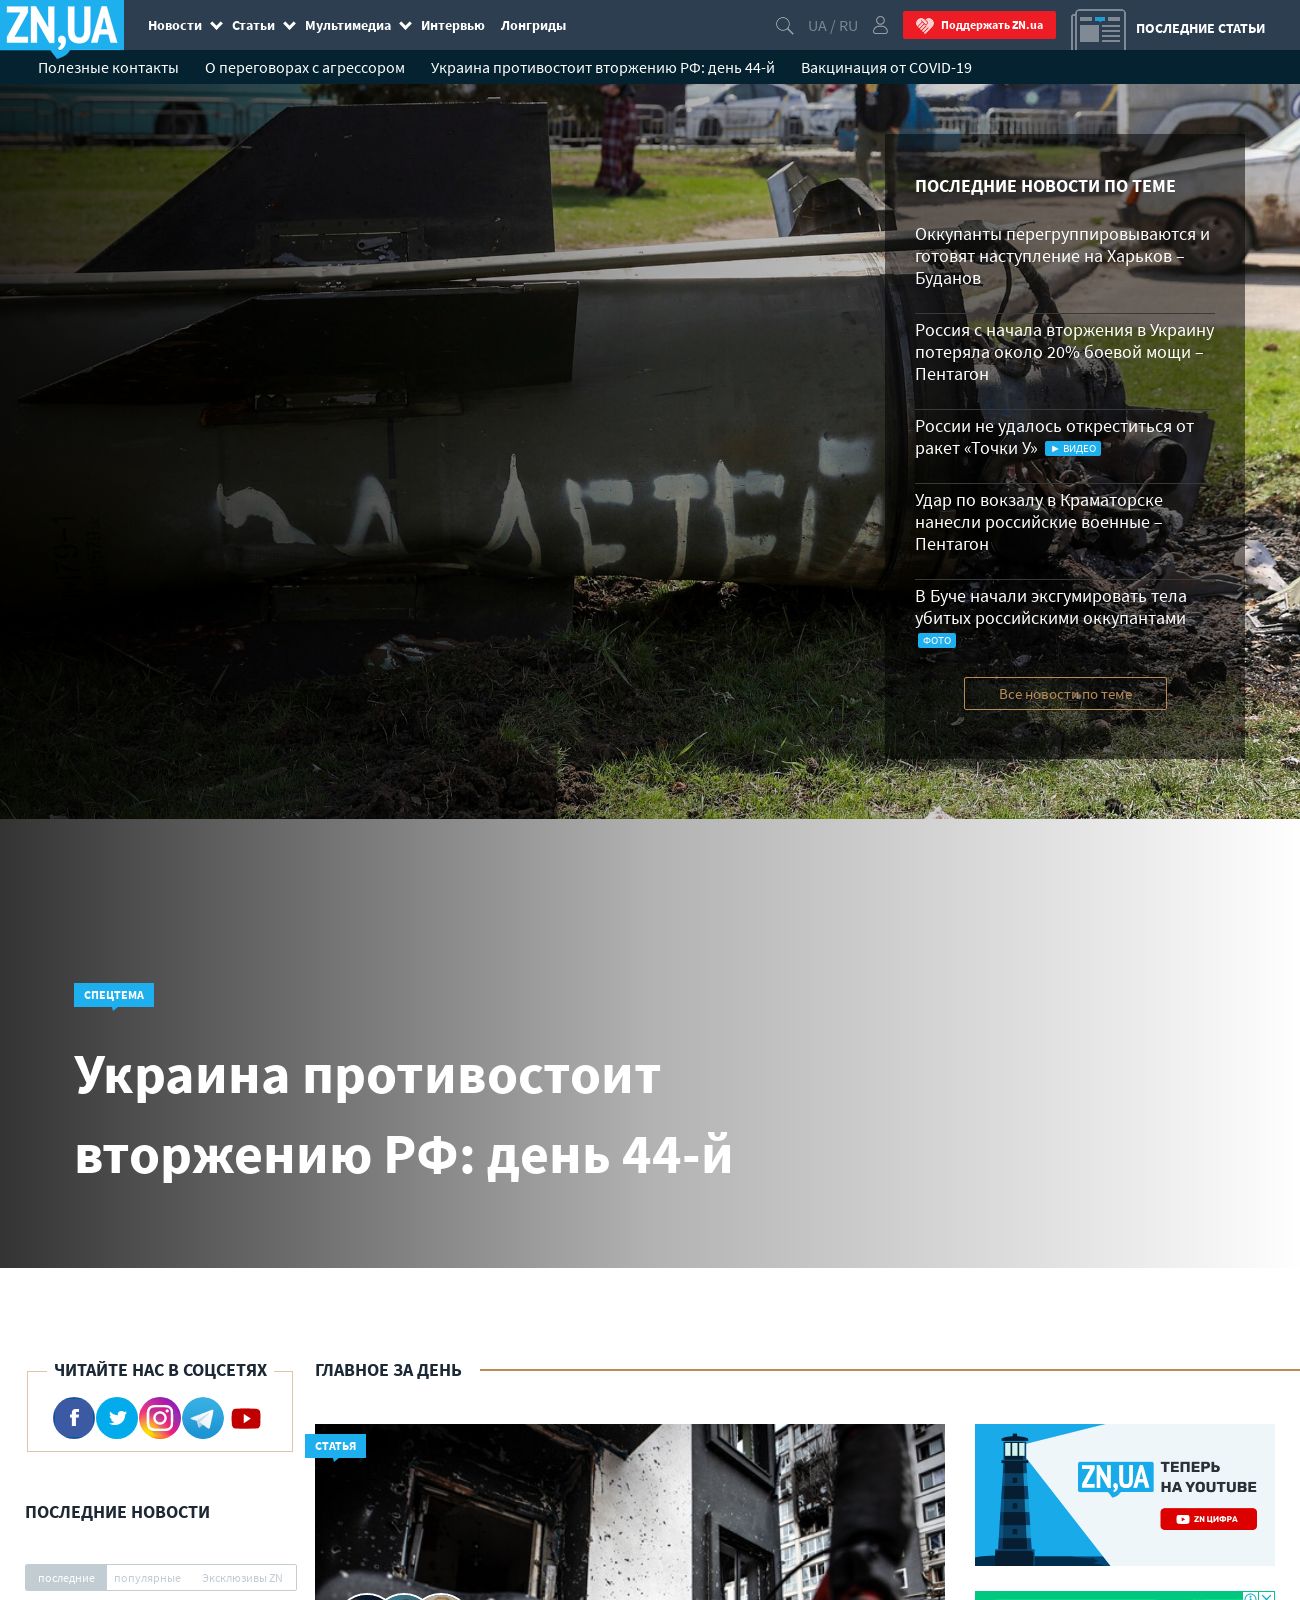 ZN,UA
Новости
Статьи
Мультимедиа
Интервью
Лонгриды
UA / RU
Поддержать ZN.ua
ПОСЛЕДНИЕ СТАТЬИ
Полезные контакты
О переговорах с агрессором
Украина противостоит вторжению РФ: день 44-й
Вакцинация от COVID-19
ПОСЛЕДНИЕ НОВОСТИ ПО ТЕМЕ
Оккупанты перегруппировываются и
готовят наступление на Харьков –
Буданов
Россия с начала вторжения в Украину
потеряла около 20% боевой мощи –
Пентагон
России не удалось откреститься от
ракет «Точки У» ВИДЕО
Удар по вокзалу в Краматорске
нанесли российские военные –
Пентагон
В Буче начали эксгумировать тела
убитых российскими оккупантами
ФОТО
Все новости по теме
СПЕЦТЕМА
Украина противостоит
вторжению РФ: день 44-й
ЧИТАЙТЕ НАС В СОЦСЕТЯХ
ГЛАВНОЕ ЗА ДЕНЬ
СТАТЬЯ
ZN,UA
ТЕПЕРЬ
НА YOUTUBE
ZN ЦИФРА
ПОСЛЕДНИЕ НОВОСТИ
последние
популярные
Эксклюзивы ZN